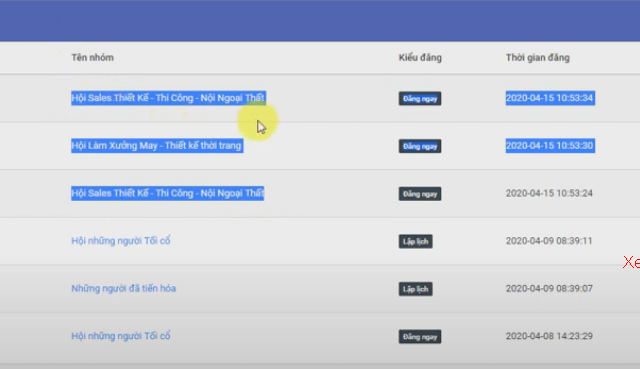 Tên nhóm Kiểu đăng Thời gian đăng
Hội Sales Thiết Kế - Thi Công - Nội Ngoại Thất Đăng ngay 2020-04-15 10:53:34
Hội Làm Xưởng May - Thiết kế thời trang Đăng ngay 2020-04-15 10:53:30
Hội Sales Thiết Kế - Thi Công - Nội Ngoại Thất Đăng ngay 2020-04-15 10:53:24
Hội những người Tối cổ Lập lịch 2020-04-09 08:39:11
Xe
Những người đã tiến hóa Lập lịch 2020-04-09 08:39:07
Hội những người Tối cổ Đăng ngay 2020-04-08 14:23:29